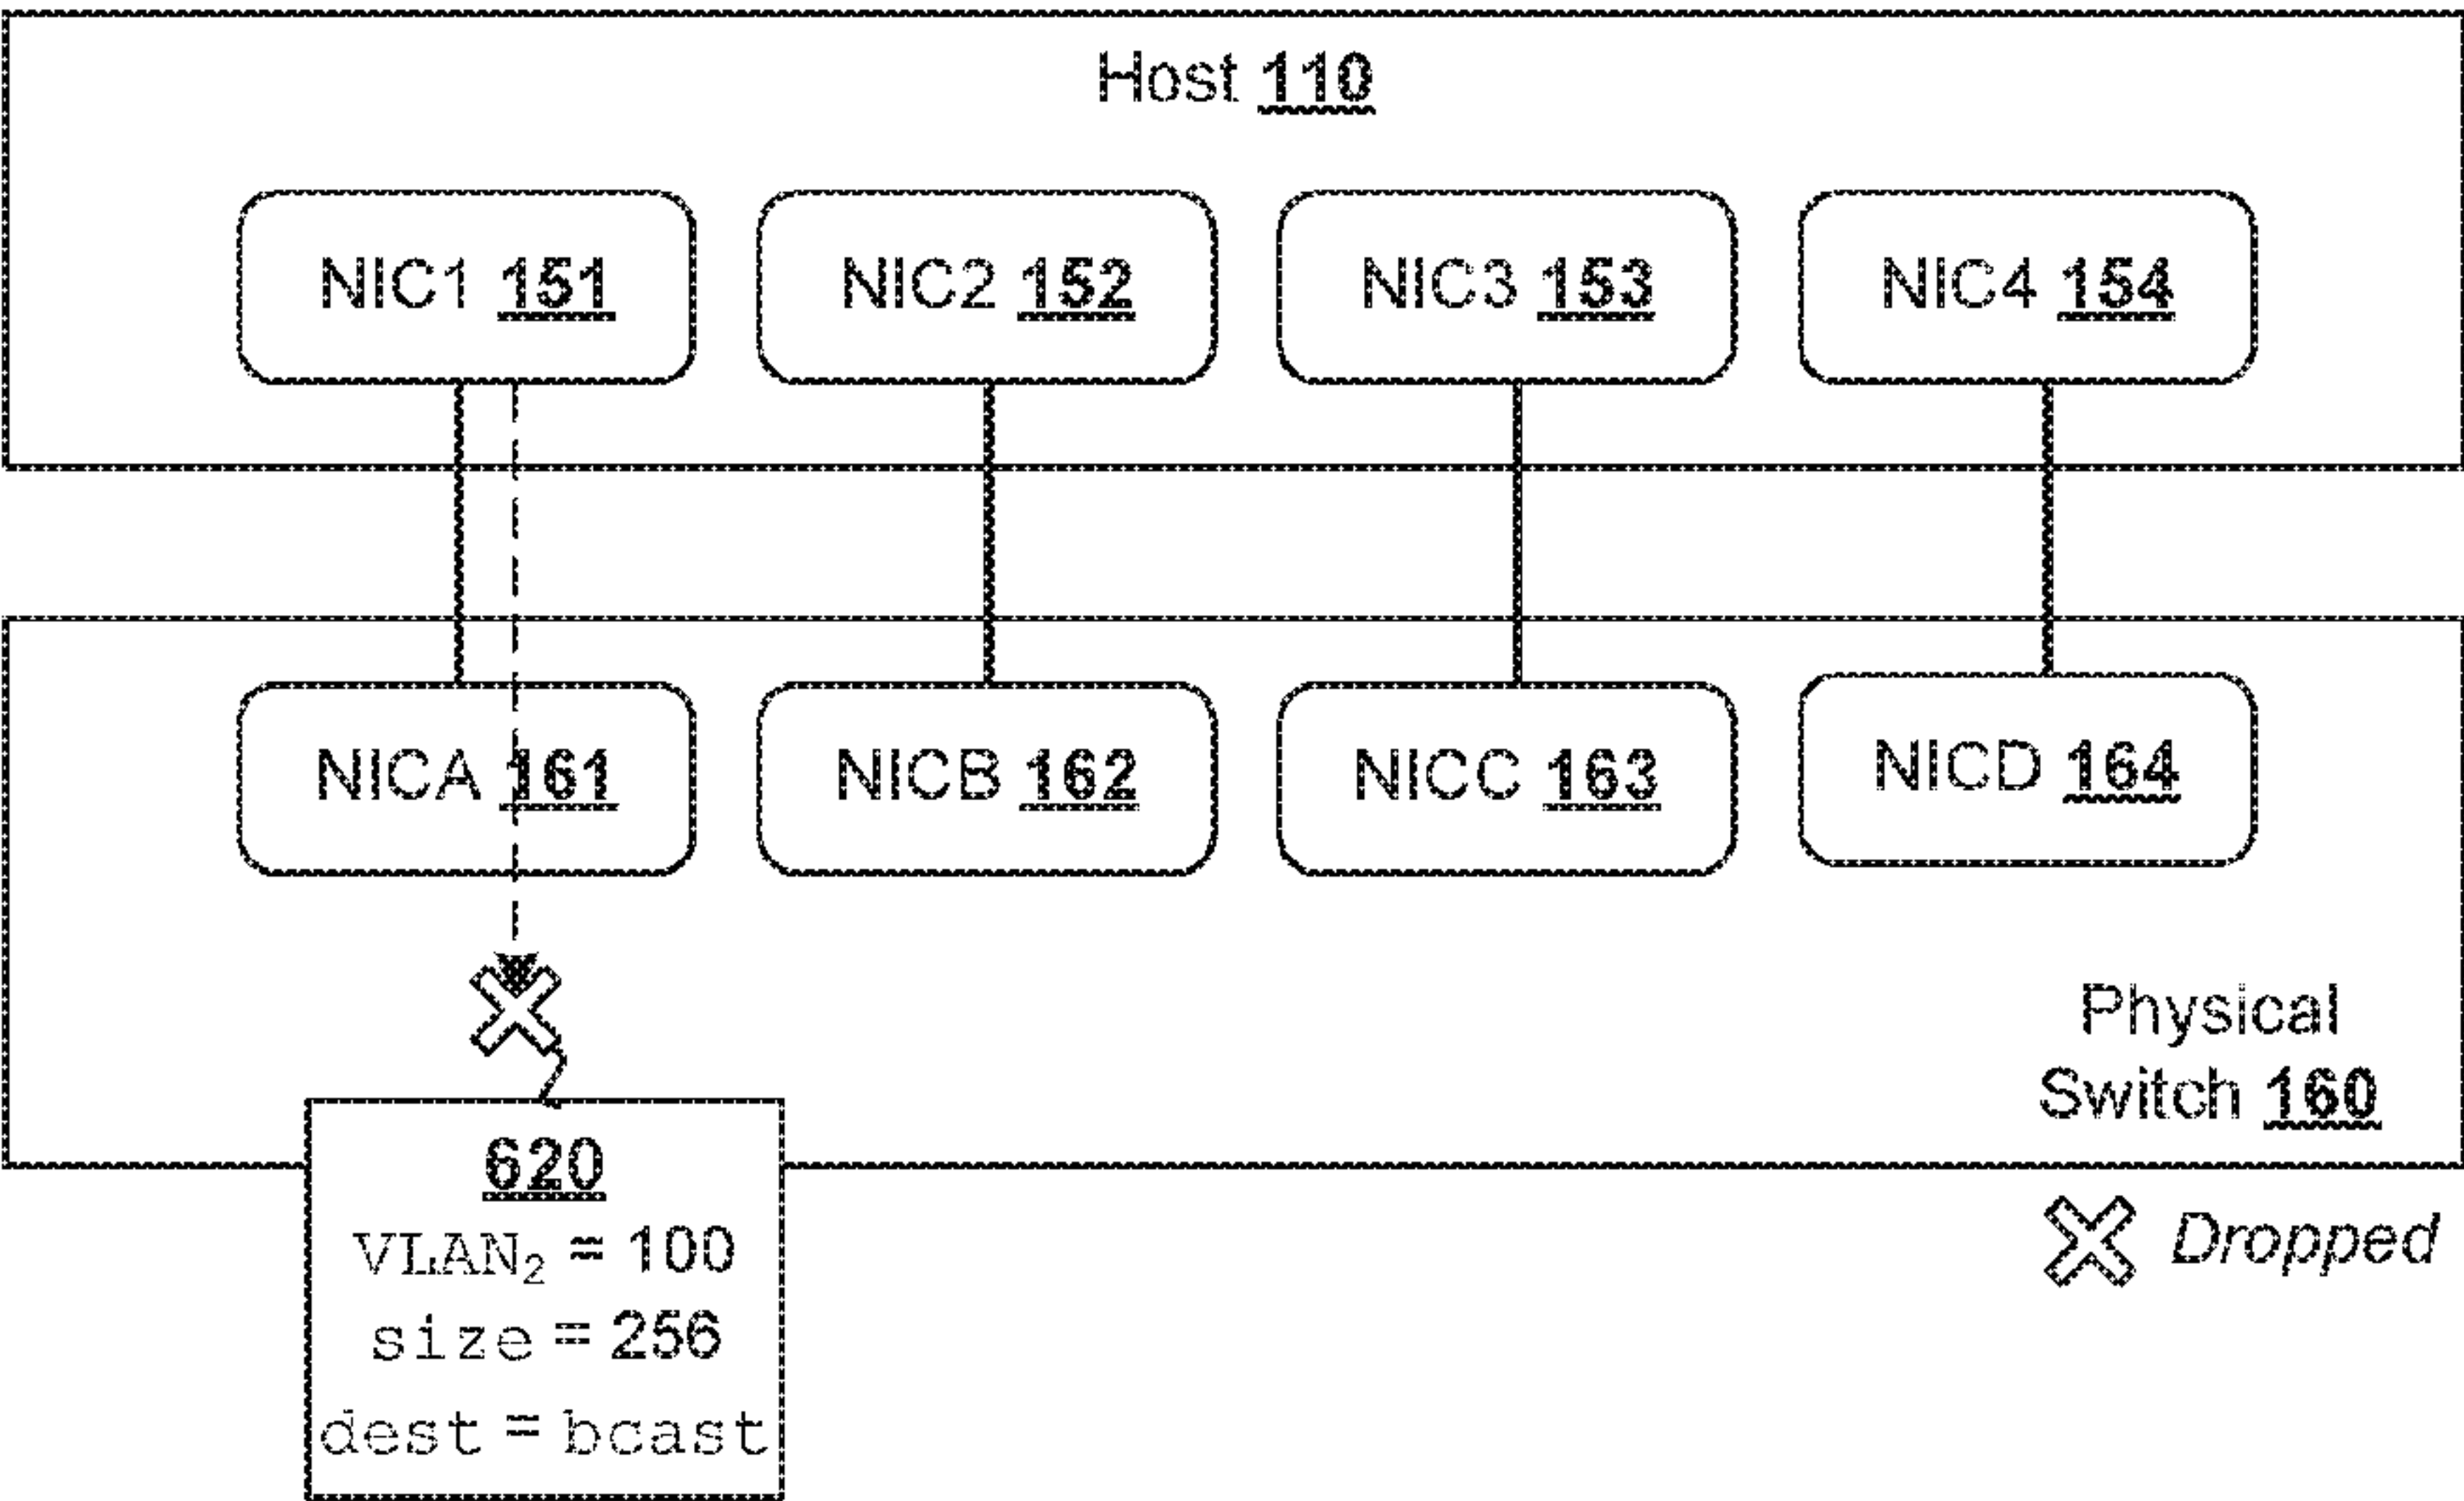 Host 110
NIC1 151
NIC2 152
NIC3 153
NIC4 154
NICA 161
NICB 162
NICC 163
NICD 164
Physical
Switch 160
620
VLAN₂ = 100
size = 256
dest = bcast
Dropped